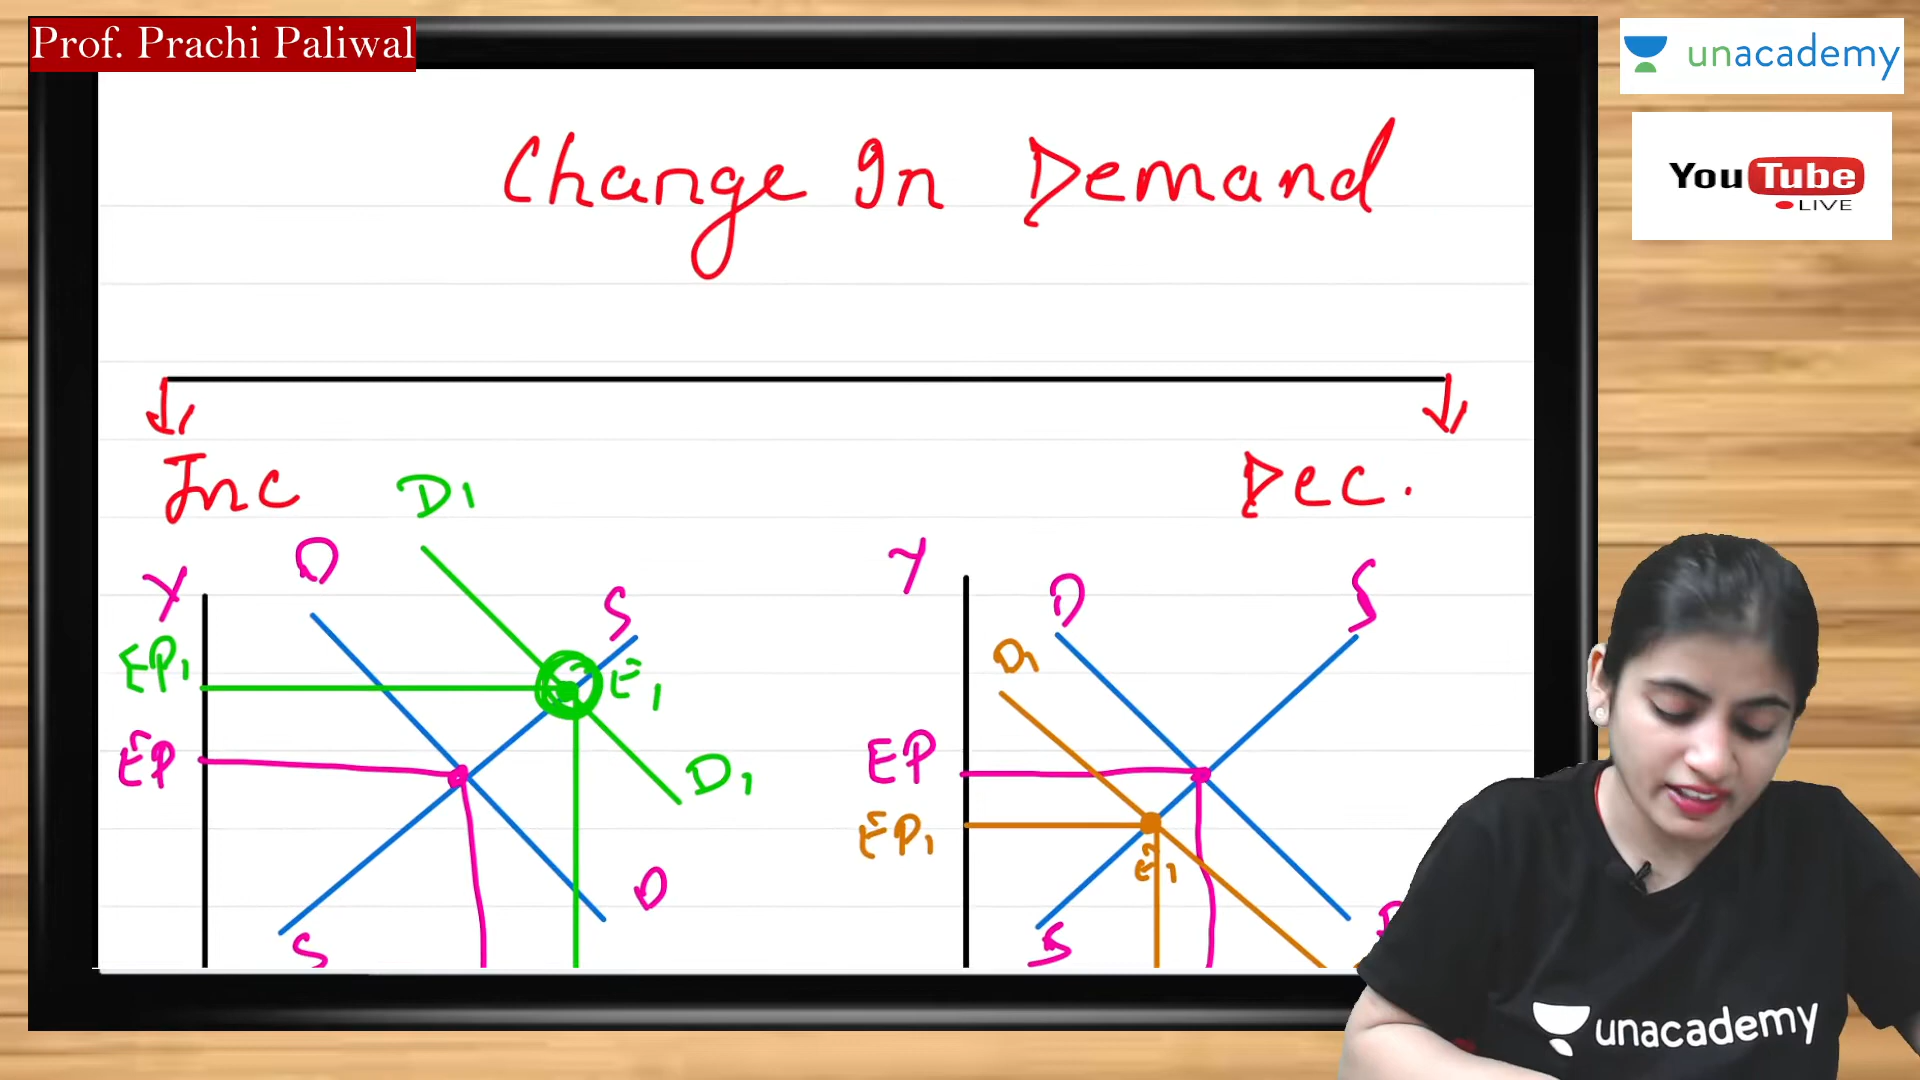 Prof. Prachi Paliwal
unacademy
YouTube
LIVE
Change In Demand
Inc
Dec.
D1
D
S
Y
EP1
E1
EP
D1
D
S
Y
D
S
D1
EP
EP1
E1
S
unacademy